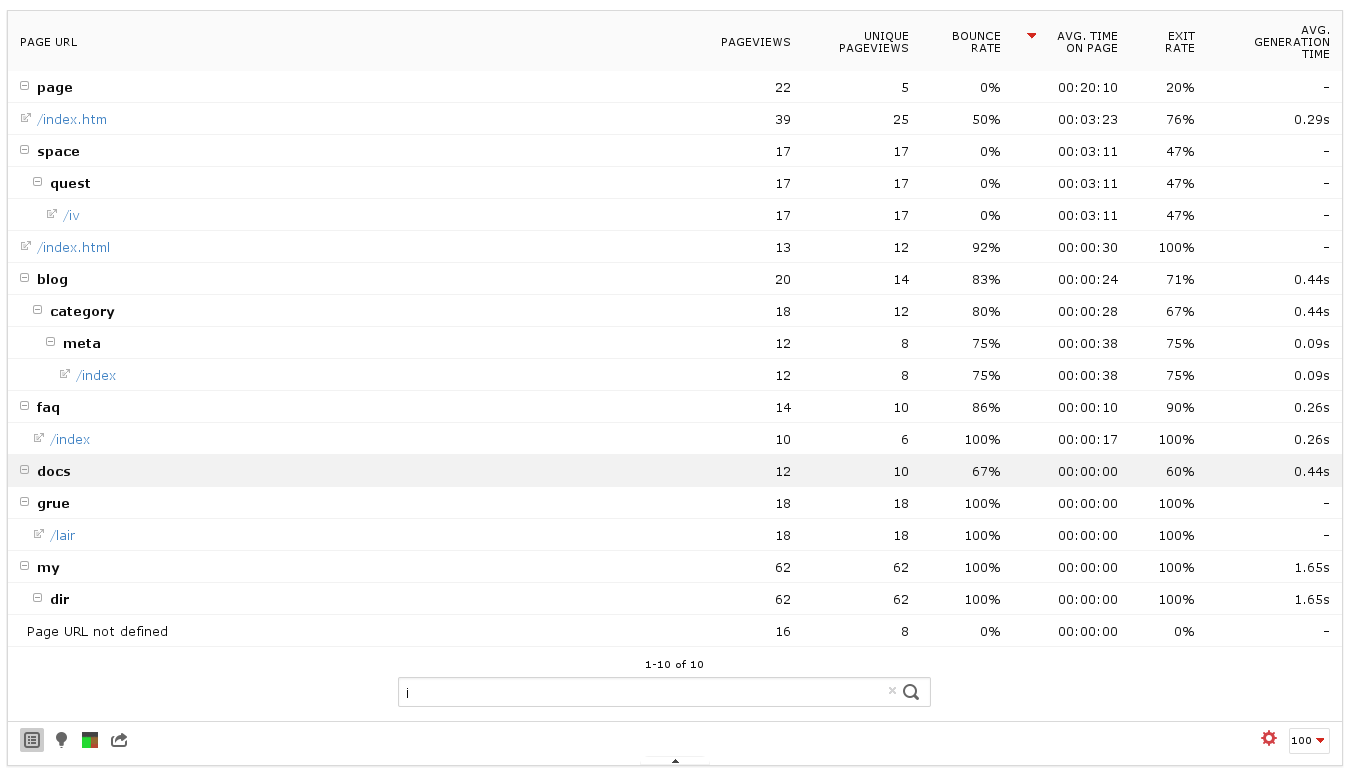 PAGE URL PAGEVIEWS UNIQUE PAGEVIEWS BOUNCE RATE AVG. TIME ON PAGE EXIT RATE AVG. GENERATION TIME
page 22 5 0% 00:20:10 20% –
/index.htm 39 25 50% 00:03:23 76% 0.29s
space 17 17 0% 00:03:11 47% –
quest 17 17 0% 00:03:11 47% –
/iv 17 17 0% 00:03:11 47% –
/index.html 13 12 92% 00:00:30 100% –
blog 20 14 83% 00:00:24 71% 0.44s
category 18 12 80% 00:00:28 67% 0.44s
meta 12 8 75% 00:00:38 75% 0.09s
/index 12 8 75% 00:00:38 75% 0.09s
faq 14 10 86% 00:00:10 90% 0.26s
/index 10 6 100% 00:00:17 100% 0.26s
docs 12 10 67% 00:00:00 60% 0.44s
grue 18 18 100% 00:00:00 100% –
/lair 18 18 100% 00:00:00 100% –
my 62 62 100% 00:00:00 100% 1.65s
dir 62 62 100% 00:00:00 100% 1.65s
Page URL not defined 16 8 0% 00:00:00 0% –
1-10 of 10
i
100